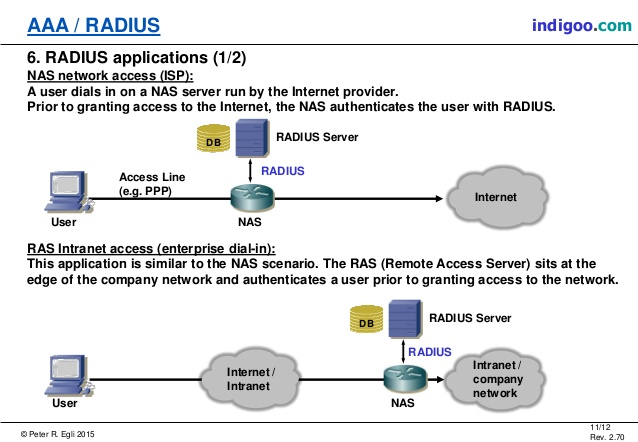 AAA / RADIUS
indigoo.com
6. RADIUS applications (1/2)
NAS network access (ISP):
A user dials in on a NAS server run by the Internet provider.
Prior to granting access to the Internet, the NAS authenticates the user with RADIUS.
DB
RADIUS Server
RADIUS
Access Line
(e.g. PPP)
Internet
User
NAS
RAS Intranet access (enterprise dial-in):
This application is similar to the NAS scenario. The RAS (Remote Access Server) sits at the
edge of the company network and authenticates a user prior to granting access to the network.
DB
RADIUS Server
RADIUS
Internet /
Intranet
Intranet /
company
network
User
NAS
© Peter R. Egli 2015
11/12
Rev. 2.70